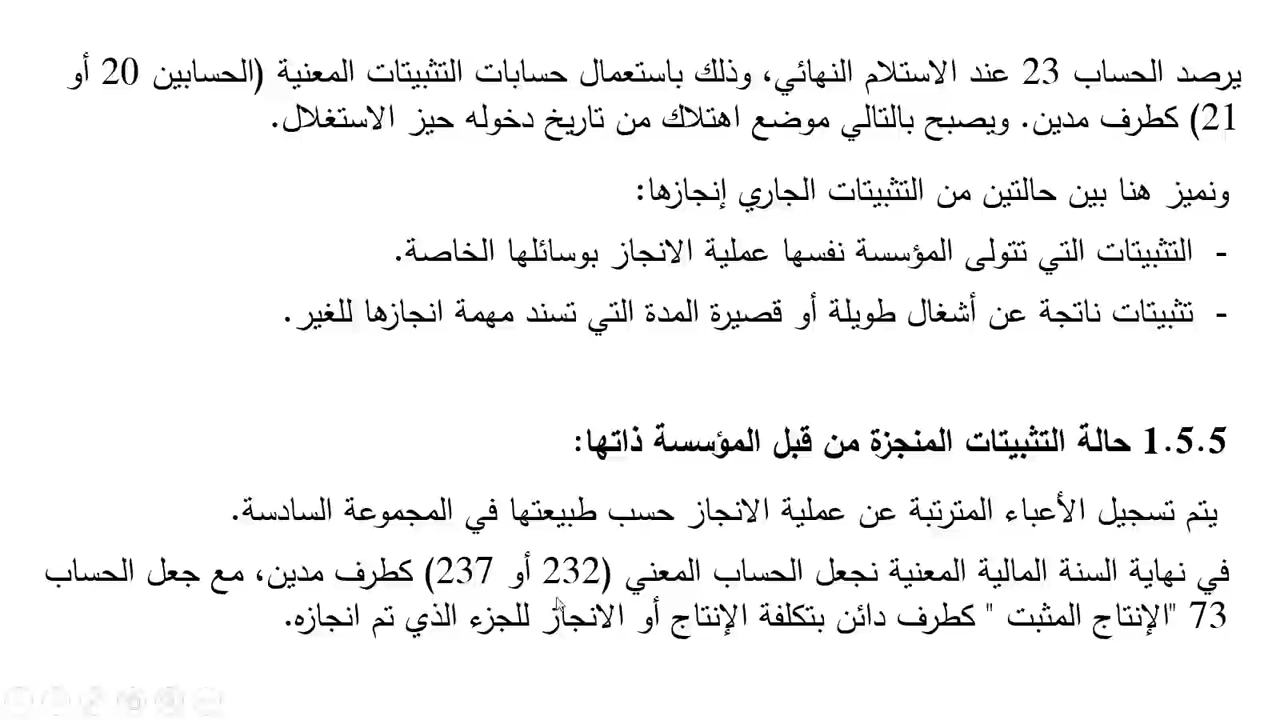 يرصد الحساب 23 عند الاستلام النهائي، وذلك باستعمال حسابات التثبيتات المعنية (الحسابين 20 أو
21) كطرف مدين. ويصبح بالتالي موضع اهتلاك من تاريخ دخوله حيز الاستغلال.
ونميز هنا بين حالتين من التثبيتات الجاري إنجازها:
- التثبيتات التي تتولى المؤسسة نفسها عملية الانجاز بوسائلها الخاصة.
- تثبيتات ناتجة عن أشغال طويلة أو قصيرة المدة التي تسند مهمة انجازها للغير.
1.5.5 حالة التثبيتات المنجزة من قبل المؤسسة ذاتها:
يتم تسجيل الأعباء المترتبة عن عملية الانجاز حسب طبيعتها في المجموعة السادسة.
في نهاية السنة المالية المعنية نجعل الحساب المعني (232 أو 237) كطرف مدين، مع جعل الحساب
73 "الإنتاج المثبت " كطرف دائن بتكلفة الإنتاج أو الانجاز للجزء الذي تم انجازه.